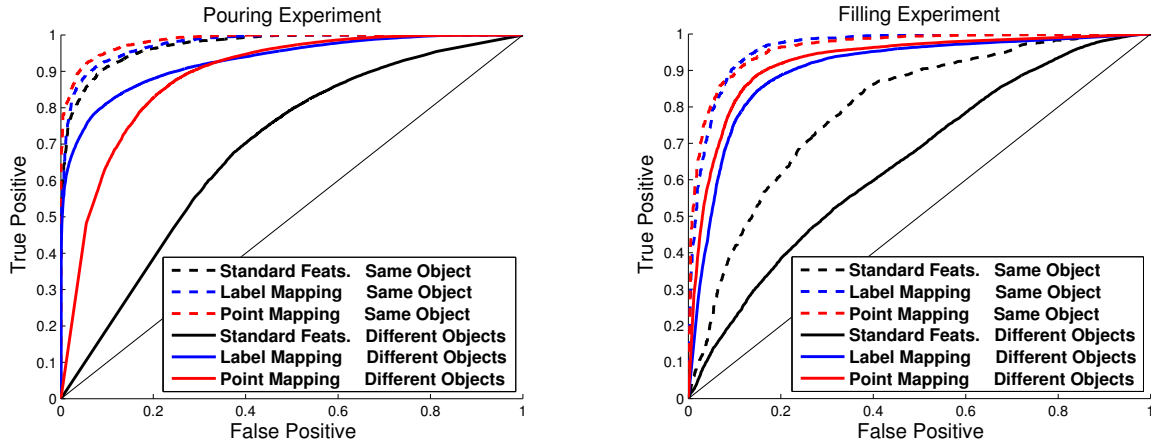 Pouring Experiment
1
0.9
0.8
0.7
0.6
0.5
0.4
0.3
0.2
0.1
0
True Positive
Standard Feats. Same Object
Label Mapping Same Object
Point Mapping Same Object
Standard Feats. Different Objects
Label Mapping Different Objects
Point Mapping Different Objects
0 0.2 0.4 0.6 0.8 1
False Positive
Filling Experiment
1
0.9
0.8
0.7
0.6
0.5
0.4
0.3
0.2
0.1
0
True Positive
Standard Feats. Same Object
Label Mapping Same Object
Point Mapping Same Object
Standard Feats. Different Objects
Label Mapping Different Objects
Point Mapping Different Objects
0 0.2 0.4 0.6 0.8 1
False Positive